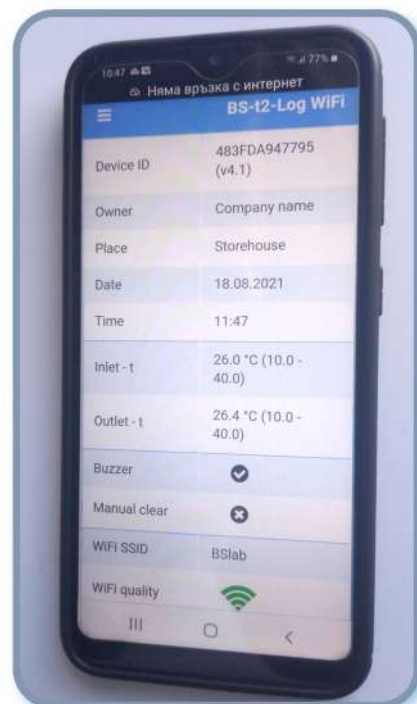 10:47
77%
Няма връзка с интернет
BS-t2-Log WiFi
Device ID
483FDA947795
(v4.1)
Owner
Company name
Place
Storehouse
Date
18.08.2021
Time
11:47
Inlet - t
26.0 °C (10.0 -
40.0)
Outlet - t
26.4 °C (10.0 -
40.0)
Buzzer
Manual clear
WiFi SSID
BSlab
WiFi quality